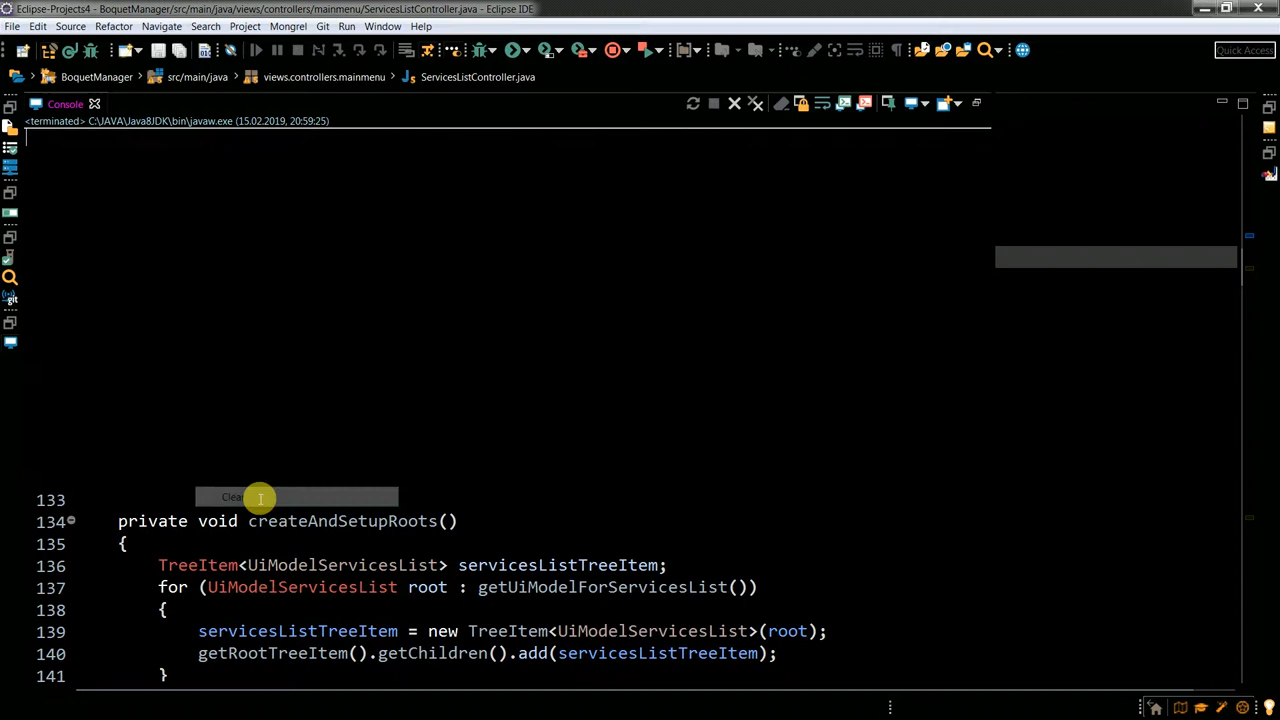 Eclipse-Projects4 - BoquetManager/src/main/java/views/controllers/mainmenu/ServicesListController.java - Eclipse IDE
File Edit Source Refactor Navigate Search Project Mongrel Git Run Window Help
Quick Access
BoquetManager src/main/java views.controllers.mainmenu ServicesListController.java
Console
<terminated> C:\JAVA\Java8JDK\bin\javaw.exe (15.02.2019, 20:59:25)
git
Clear
133
134 private void createAndSetupRoots()
135 {
136 TreeItem<UiModelServicesList> servicesListTreeItem;
137 for (UiModelServicesList root : getUiModelForServicesList())
138 {
139 servicesListTreeItem = new TreeItem<UiModelServicesList>(root);
140 getRootTreeItem().getChildren().add(servicesListTreeItem);
141 }